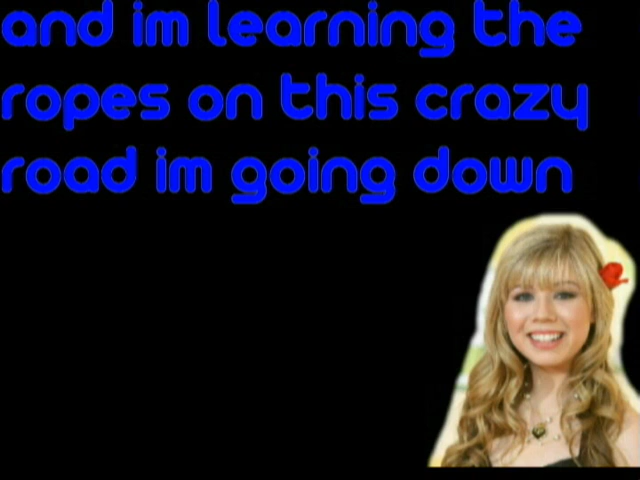 and im learning the
ropes on this crazy
road im going down